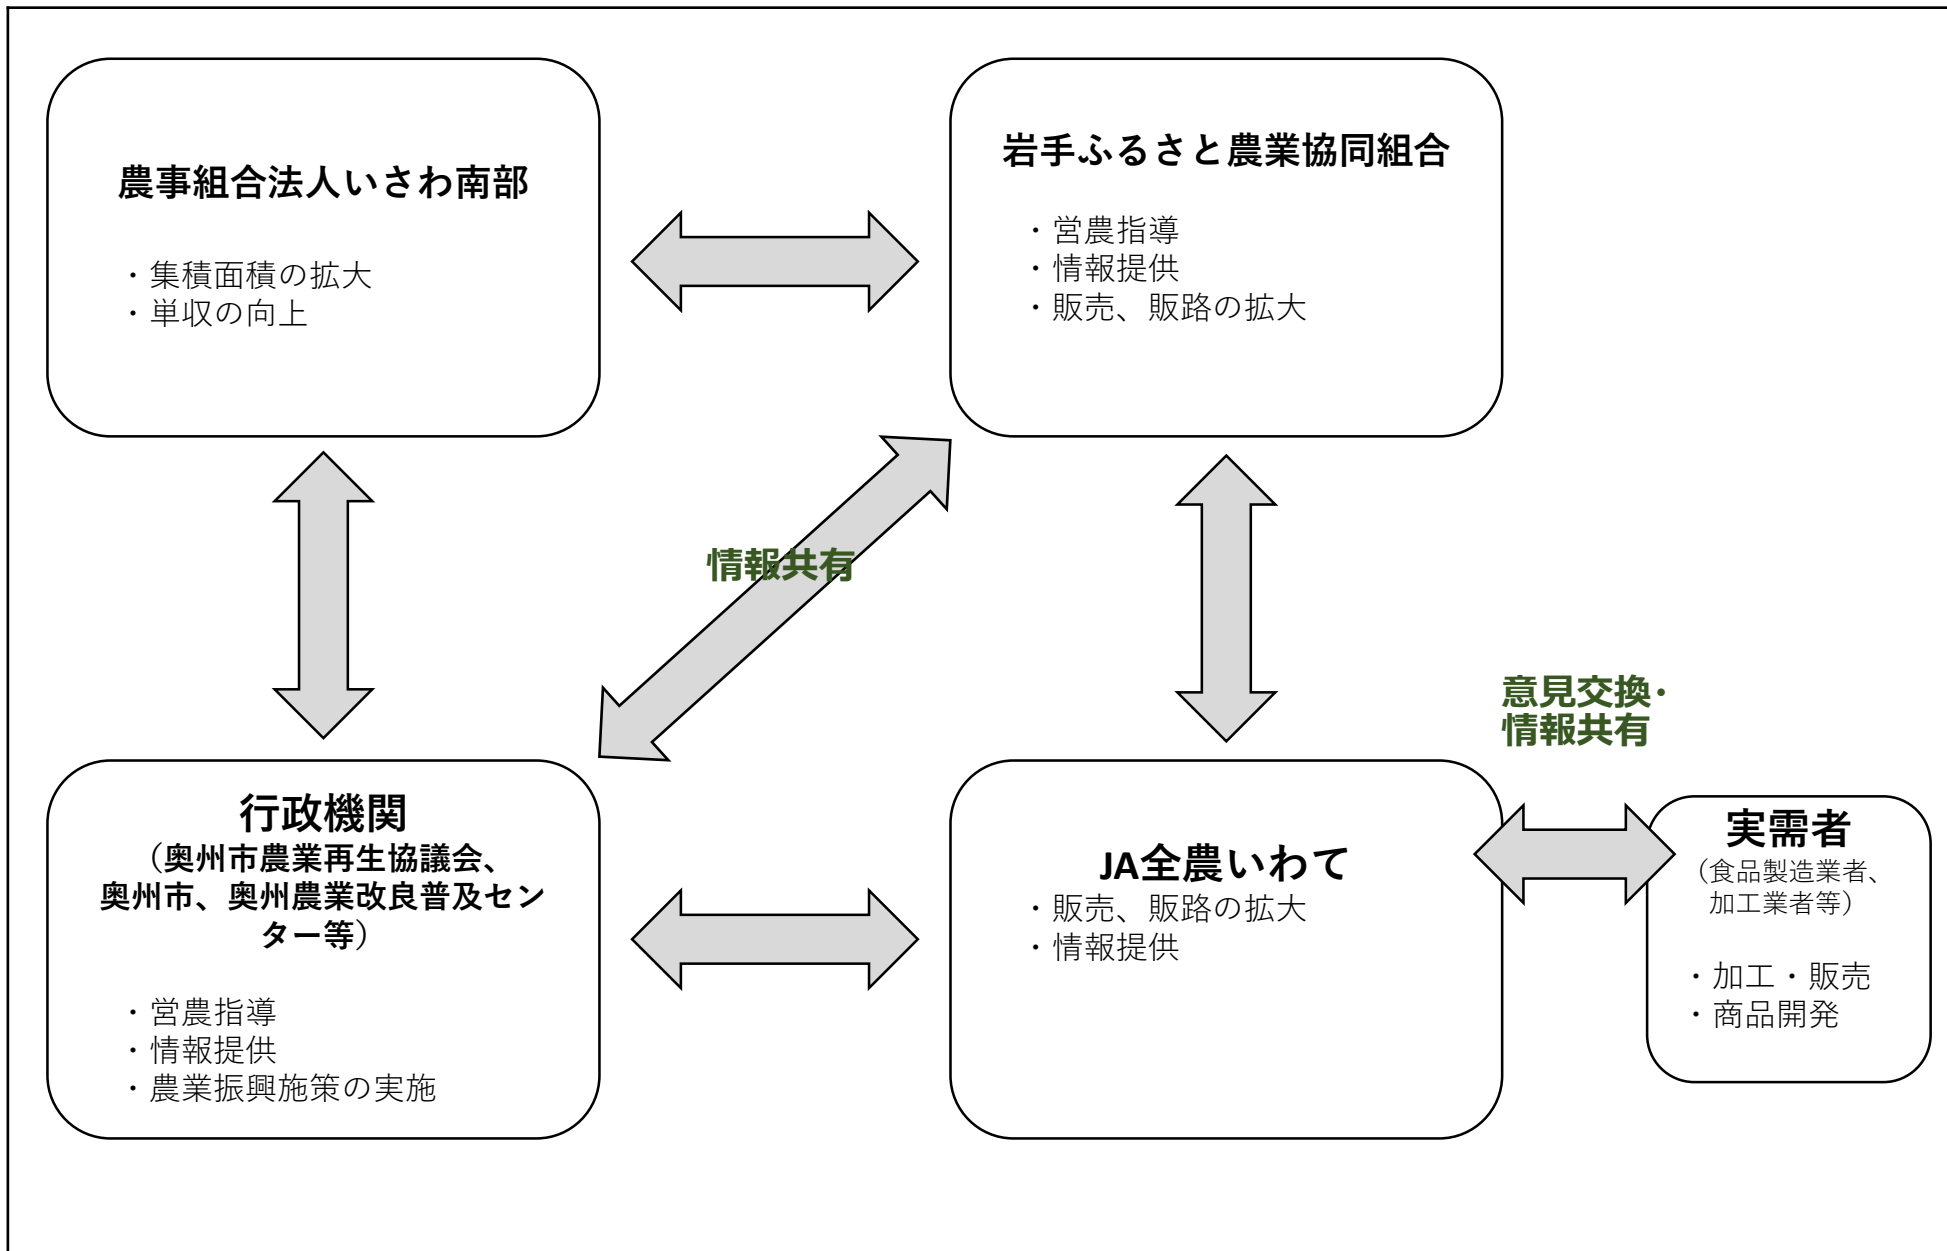 農事組合法人いさわ南部
・集積面積の拡大
・単収の向上
岩手ふるさと農業協同組合
・営農指導
・情報提供
・販売、販路の拡大
情報共有
行政機関
（奥州市農業再生協議会、
奥州市、奥州農業改良普及セン
ター等）
・営農指導
・情報提供
・農業振興施策の実施
JA全農いわて
・販売、販路の拡大
・情報提供
意見交換・
情報共有
実需者
（食品製造業者、
加工業者等）
・加工・販売
・商品開発